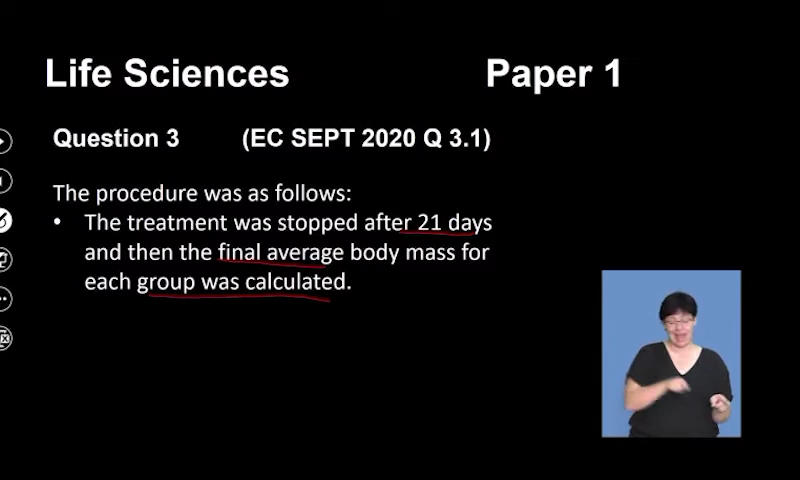 Life Sciences Paper 1
Question 3 (EC SEPT 2020 Q 3.1)
The procedure was as follows:
• The treatment was stopped after 21 days
and then the final average body mass for
each group was calculated.